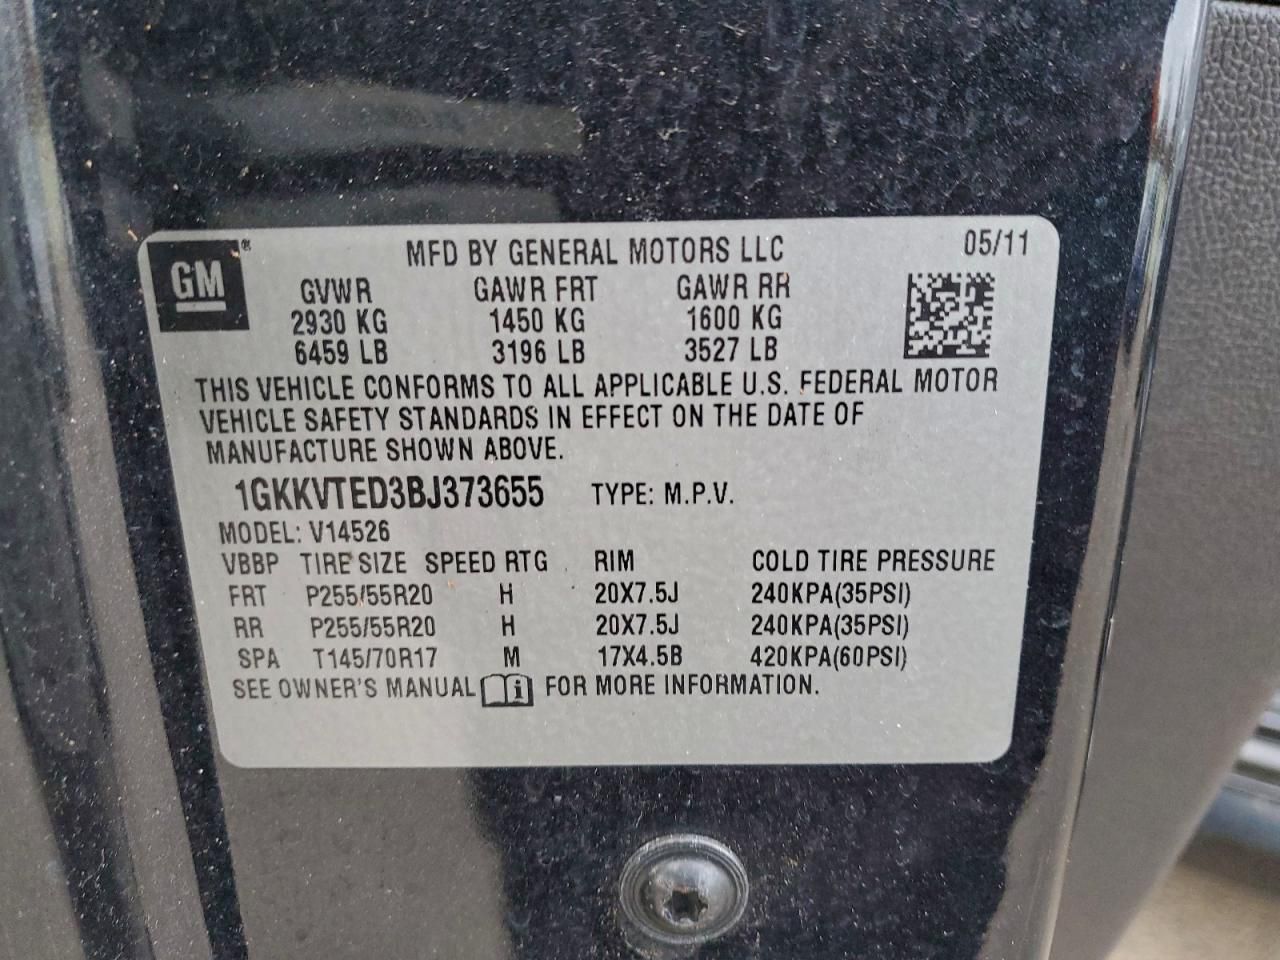 GM®
MFD BY GENERAL MOTORS LLC 05/11
GVWR GAWR FRT GAWR RR
2930 KG 1450 KG 1600 KG
6459 LB 3196 LB 3527 LB
THIS VEHICLE CONFORMS TO ALL APPLICABLE U.S. FEDERAL MOTOR
VEHICLE SAFETY STANDARDS IN EFFECT ON THE DATE OF
MANUFACTURE SHOWN ABOVE.
1GKKVTED3BJ373655 TYPE: M.P.V.
MODEL: V14526
VBBP TIRE SIZE SPEED RTG RIM COLD TIRE PRESSURE
FRT P255/55R20 H 20X7.5J 240KPA(35PSI)
RR P255/55R20 H 20X7.5J 240KPA(35PSI)
SPA T145/70R17 M 17X4.5B 420KPA(60PSI)
SEE OWNER'S MANUAL i FOR MORE INFORMATION.